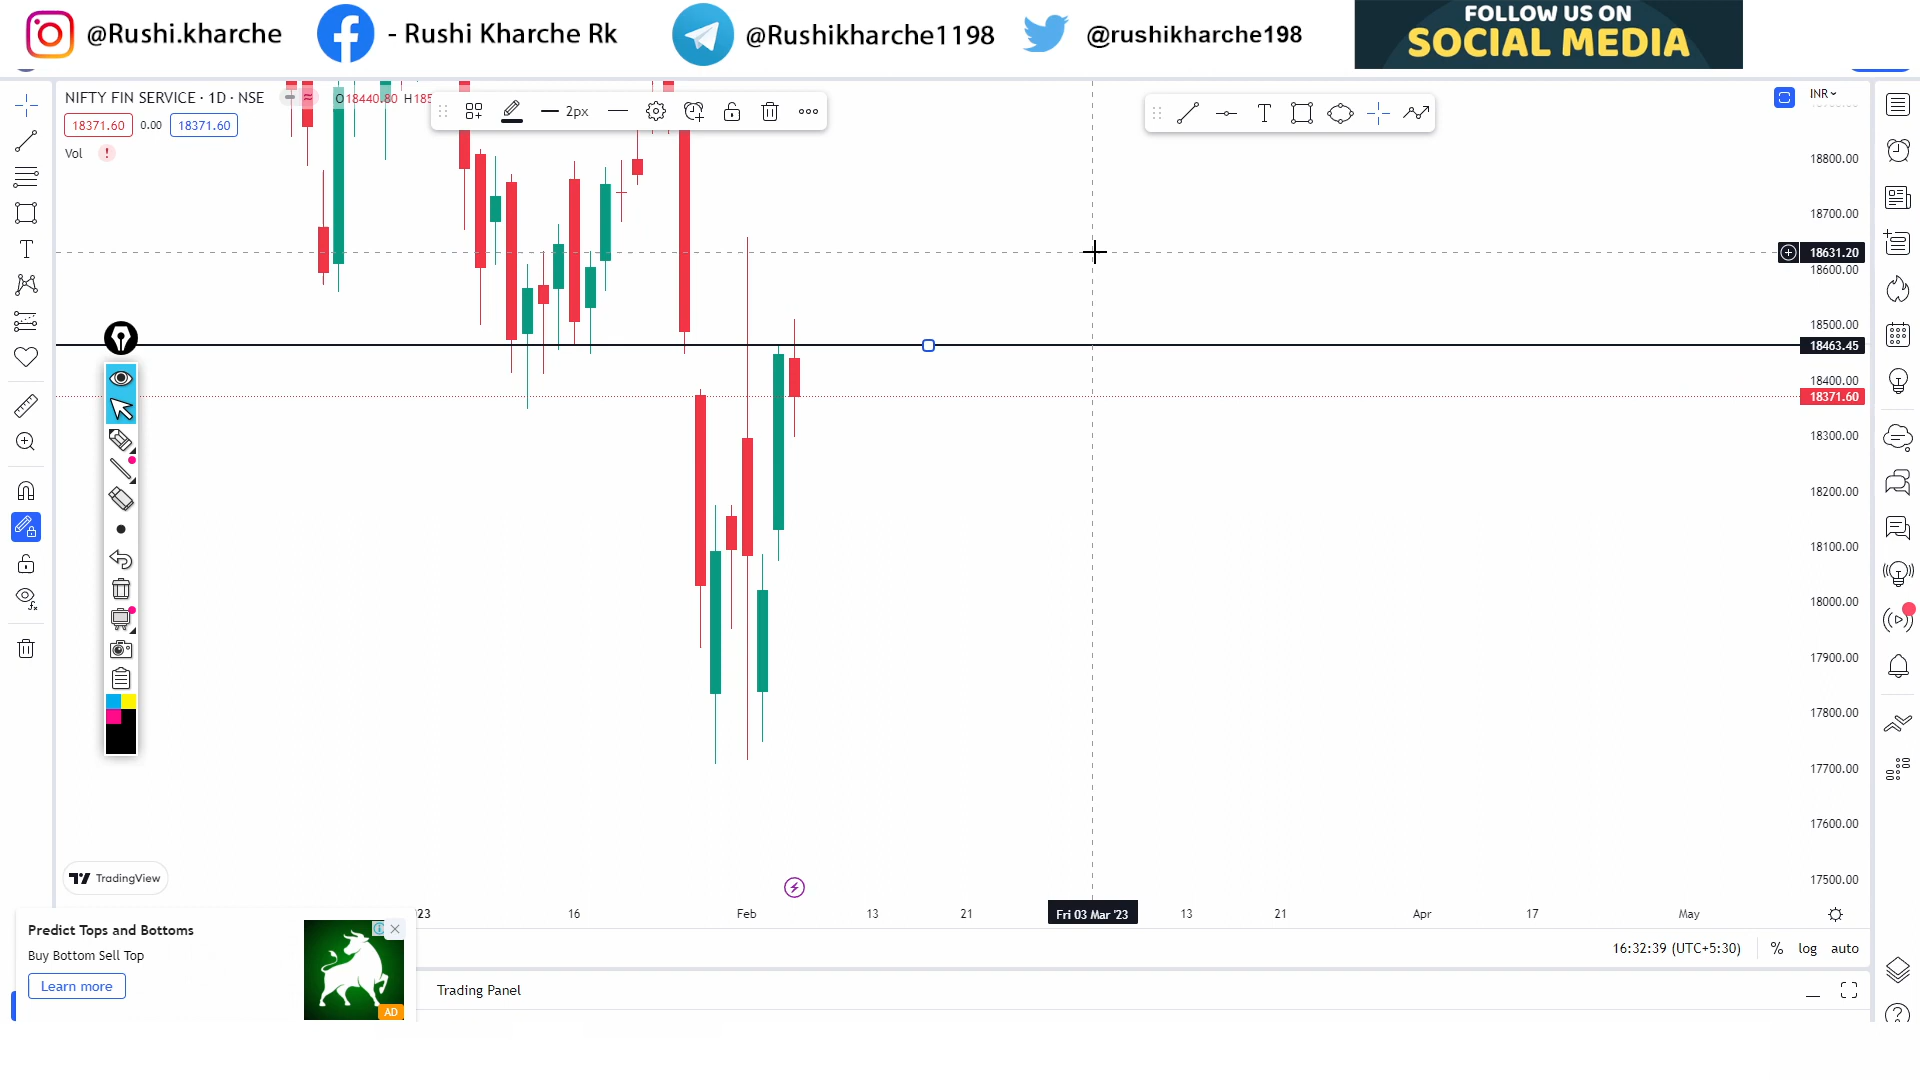 @Rushi.kharche
- Rushi Kharche Rk
@Rushikharche1198
@rushikharche198
FOLLOW US ON
SOCIAL MEDIA
NIFTY FIN SERVICE · 1D · NSE
O18440.80 H185
2px
T
INR
18371.60 0.00 18371.60
Vol
18800.00
18700.00
18631.20
18600.00
18500.00
18463.45
18400.00
18371.60
18300.00
18200.00
18100.00
18000.00
17900.00
17800.00
17700.00
17600.00
17500.00
TradingView
23 16 Feb 13 21 Fri 03 Mar '23 13 21 Apr 17 May
Predict Tops and Bottoms
Buy Bottom Sell Top
Learn more
AD
16:32:39 (UTC+5:30) % log auto
Trading Panel